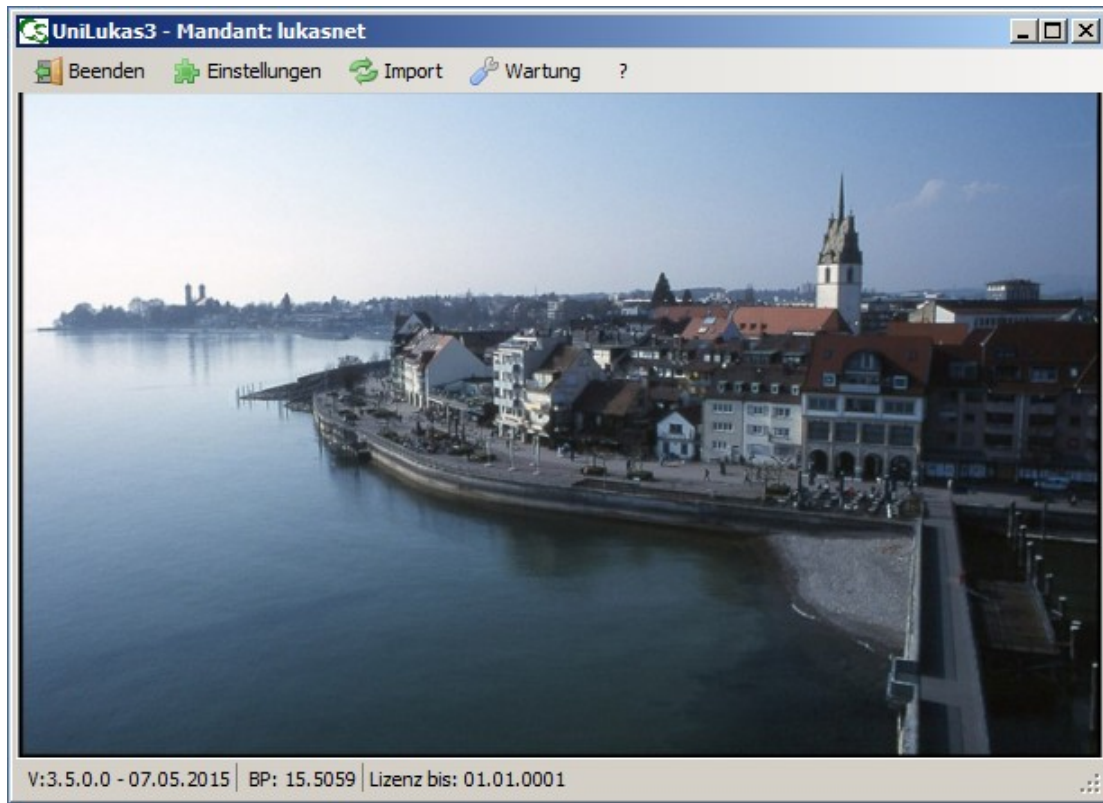 UniLukas3 - Mandant: lukasnet
Beenden Einstellungen Import Wartung ?
V:3.5.0.0 - 07.05.2015 BP: 15.5059 Lizenz bis: 01.01.0001